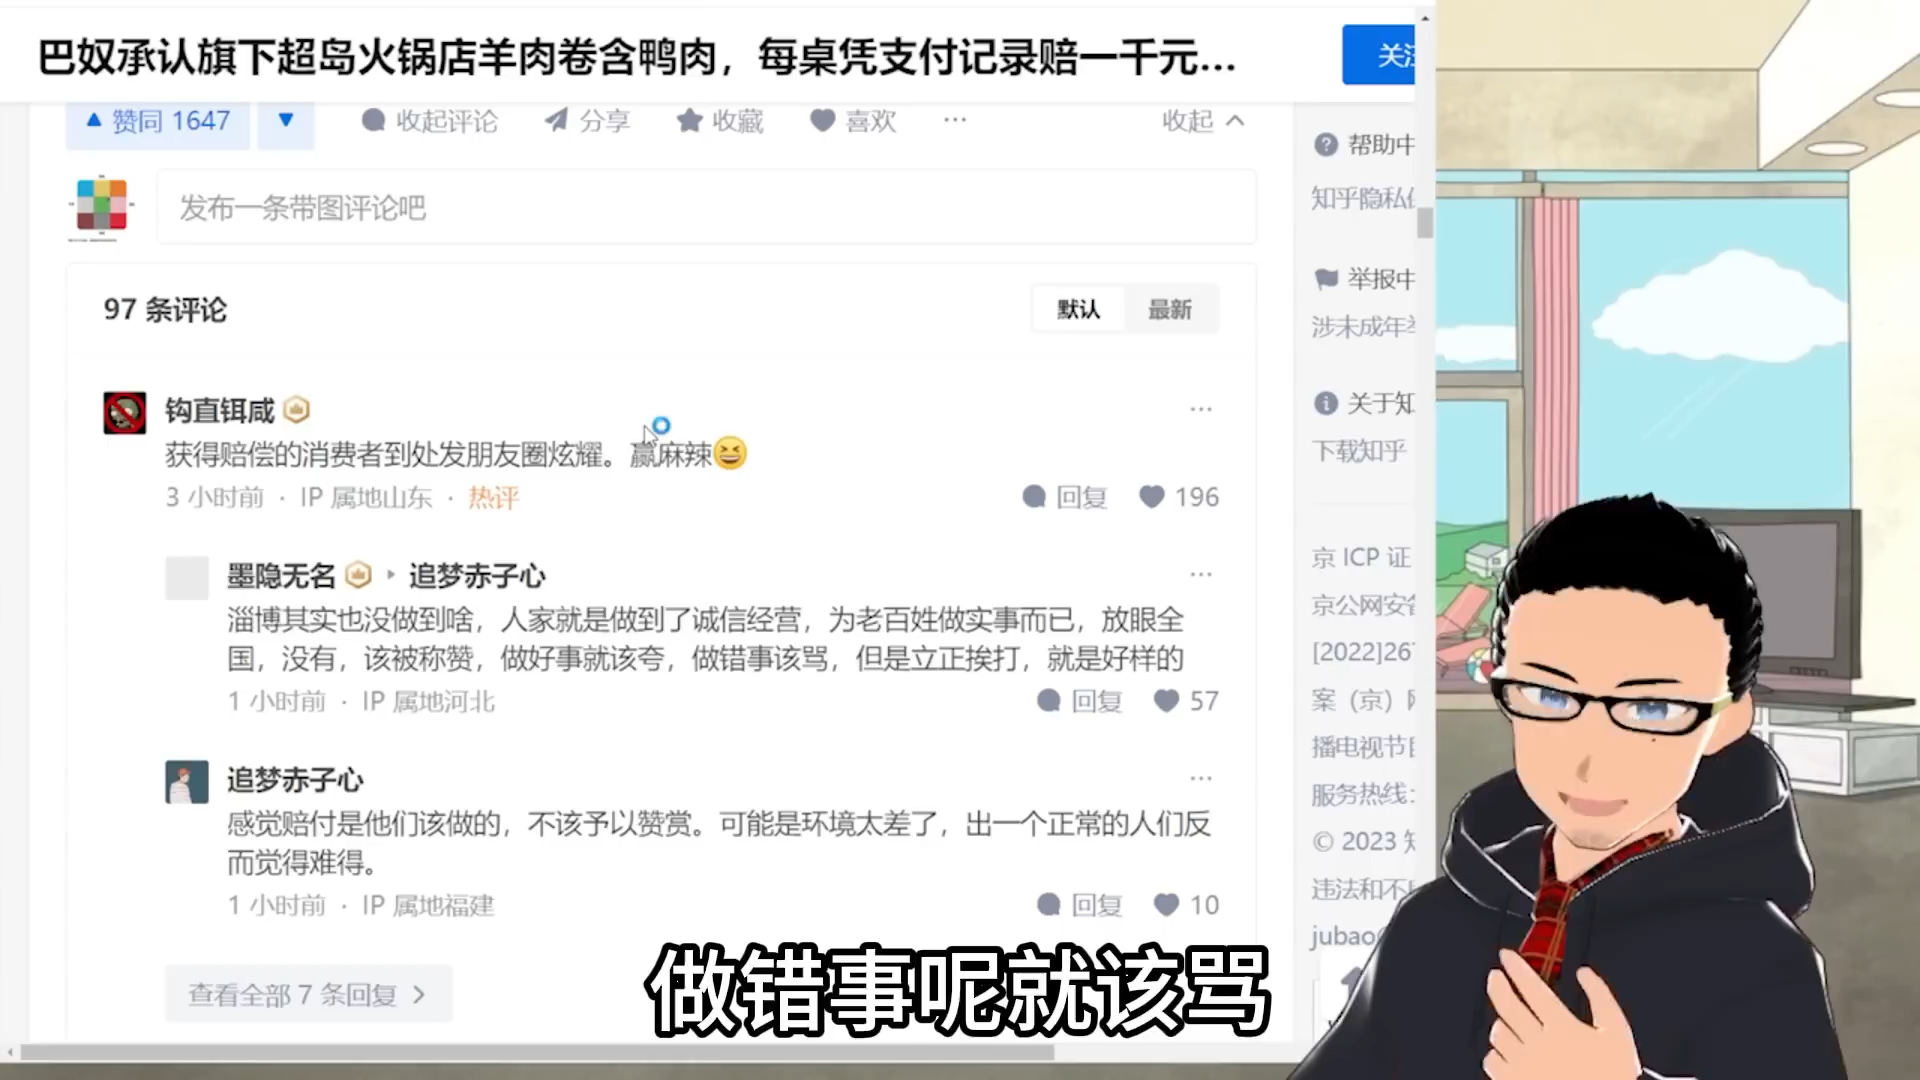 巴奴承认旗下超岛火锅店羊肉卷含鸭肉，每桌凭支付记录赔一千元...
赞同 1647
收起评论
分享
收藏
喜欢
收起
发布一条带图评论吧
97 条评论
默认
最新
钩直饵咸
获得赔偿的消费者到处发朋友圈炫耀。赢麻辣😆
3 小时前 · IP 属地山东 · 热评
回复
196
墨隐无名
追梦赤子心
淄博其实也没做到啥，人家就是做到了诚信经营，为老百姓做实事而已，放眼全
国，没有，该被称赞，做好事就该夸，做错事该骂，但是立正挨打，就是好样的
1 小时前 · IP 属地河北
回复
57
追梦赤子心
感觉赔付是他们该做的，不该予以赞赏。可能是环境太差了，出一个正常的人们反
而觉得难得。
1 小时前 · IP 属地福建
回复
10
查看全部 7 条回复
帮助中
知乎隐私
举报中
涉未成年
关于知
下载知乎
京 ICP 证
京公网安
[2022]267
案（京）
播电视节
服务热线:
© 2023
违法和不
jubao
做错事呢就该骂